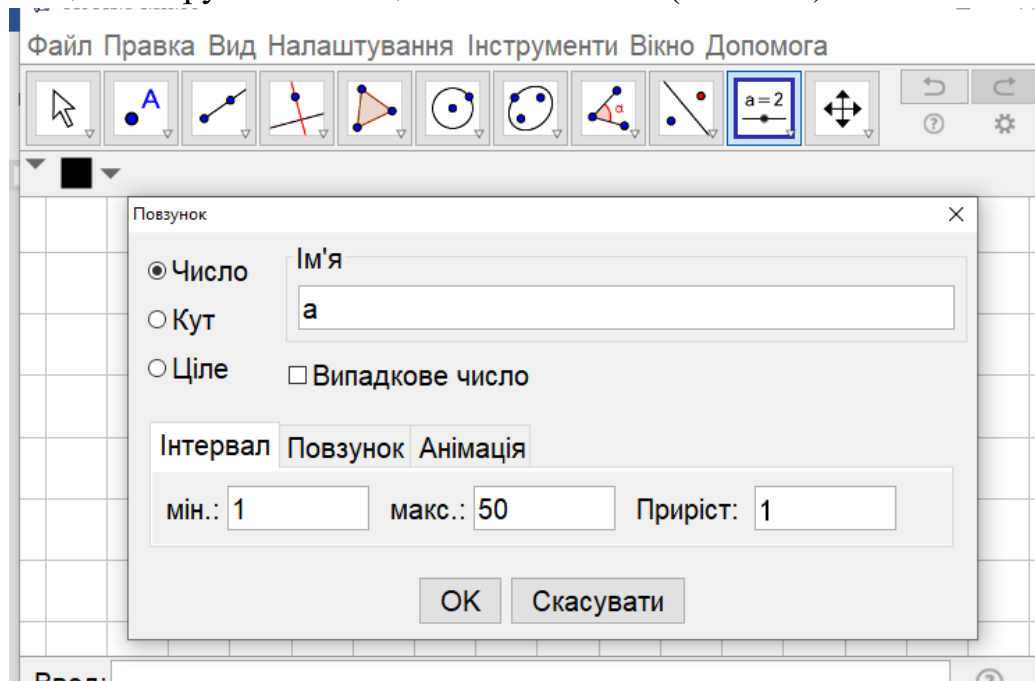 Файл Правка Вид Налаштування Інструменти Вікно Допомога
A
α
a = 2
Повзунок
Число
Ім'я
a
Кут
Ціле
Випадкове число
Інтервал Повзунок Анімація
мін.: 1 макс.: 50 Приріст: 1
OK Скасувати
Ввод: